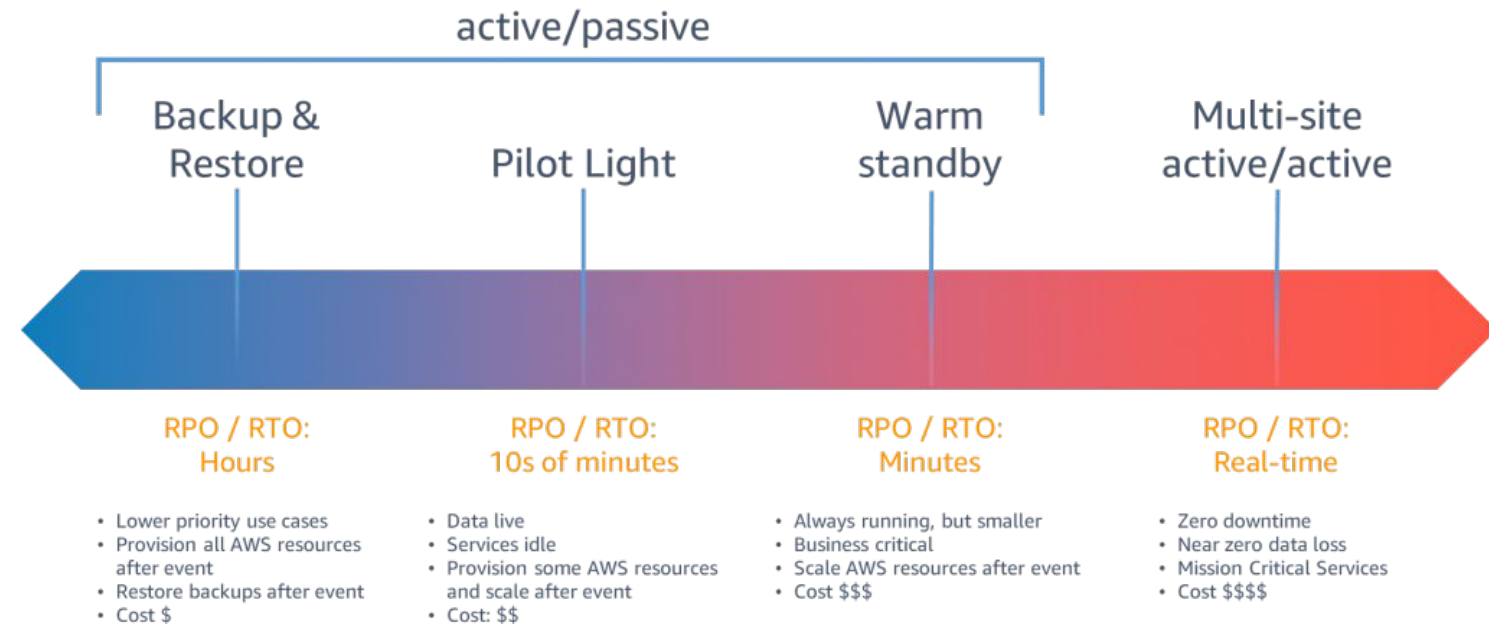 active/passive
Backup &
Restore
Pilot Light
Warm
standby
Multi-site
active/active
RPO / RTO:
Hours
RPO / RTO:
10s of minutes
RPO / RTO:
Minutes
RPO / RTO:
Real-time
• Lower priority use cases
• Provision all AWS resources
after event
• Restore backups after event
• Cost $
• Data live
• Services idle
• Provision some AWS resources
and scale after event
• Cost: $$
• Always running, but smaller
• Business critical
• Scale AWS resources after event
• Cost $$$
• Zero downtime
• Near zero data loss
• Mission Critical Services
• Cost $$$$